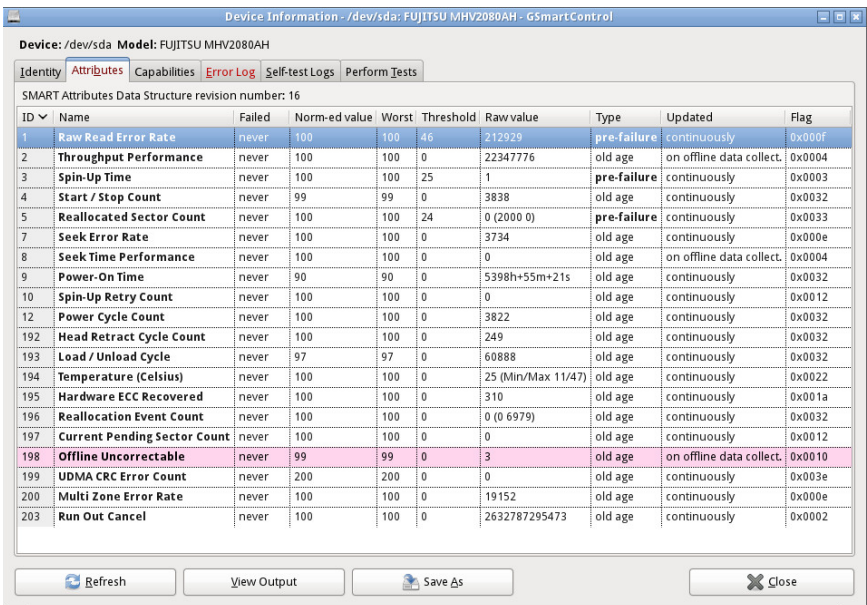 Device Information - /dev/sda: FUJITSU MHV2080AH - GSmartControl
Device: /dev/sda Model: FUJITSU MHV2080AH
Identity Attributes Capabilities Error Log Self-test Logs Perform Tests
SMART Attributes Data Structure revision number: 16
ID Name Failed Norm-ed value Worst Threshold Raw value Type Updated Flag
1 Raw Read Error Rate never 100 100 46 212929 pre-failure continuously 0x000f
2 Throughput Performance never 100 100 0 22347776 old age on offline data collect. 0x0004
3 Spin-Up Time never 100 100 25 1 pre-failure continuously 0x0003
4 Start / Stop Count never 99 99 0 3838 old age continuously 0x0032
5 Reallocated Sector Count never 100 100 24 0 (2000 0) pre-failure continuously 0x0033
7 Seek Error Rate never 100 100 0 3734 old age continuously 0x000e
8 Seek Time Performance never 100 100 0 0 old age on offline data collect. 0x0004
9 Power-On Time never 90 90 0 5398h+55m+21s old age continuously 0x0032
10 Spin-Up Retry Count never 100 100 0 0 old age continuously 0x0012
12 Power Cycle Count never 100 100 0 3822 old age continuously 0x0032
192 Head Retract Cycle Count never 100 100 0 249 old age continuously 0x0032
193 Load / Unload Cycle never 97 97 0 60888 old age continuously 0x0032
194 Temperature (Celsius) never 100 100 0 25 (Min/Max 11/47) old age continuously 0x0022
195 Hardware ECC Recovered never 100 100 0 310 old age continuously 0x001a
196 Reallocation Event Count never 100 100 0 0 (0 6979) old age continuously 0x0032
197 Current Pending Sector Count never 100 100 0 0 old age continuously 0x0012
198 Offline Uncorrectable never 99 99 0 3 old age on offline data collect. 0x0010
199 UDMA CRC Error Count never 200 200 0 0 old age continuously 0x003e
200 Multi Zone Error Rate never 100 100 0 19152 old age continuously 0x000e
203 Run Out Cancel never 100 100 0 2632787295473 old age continuously 0x0002
Refresh View Output Save As Close